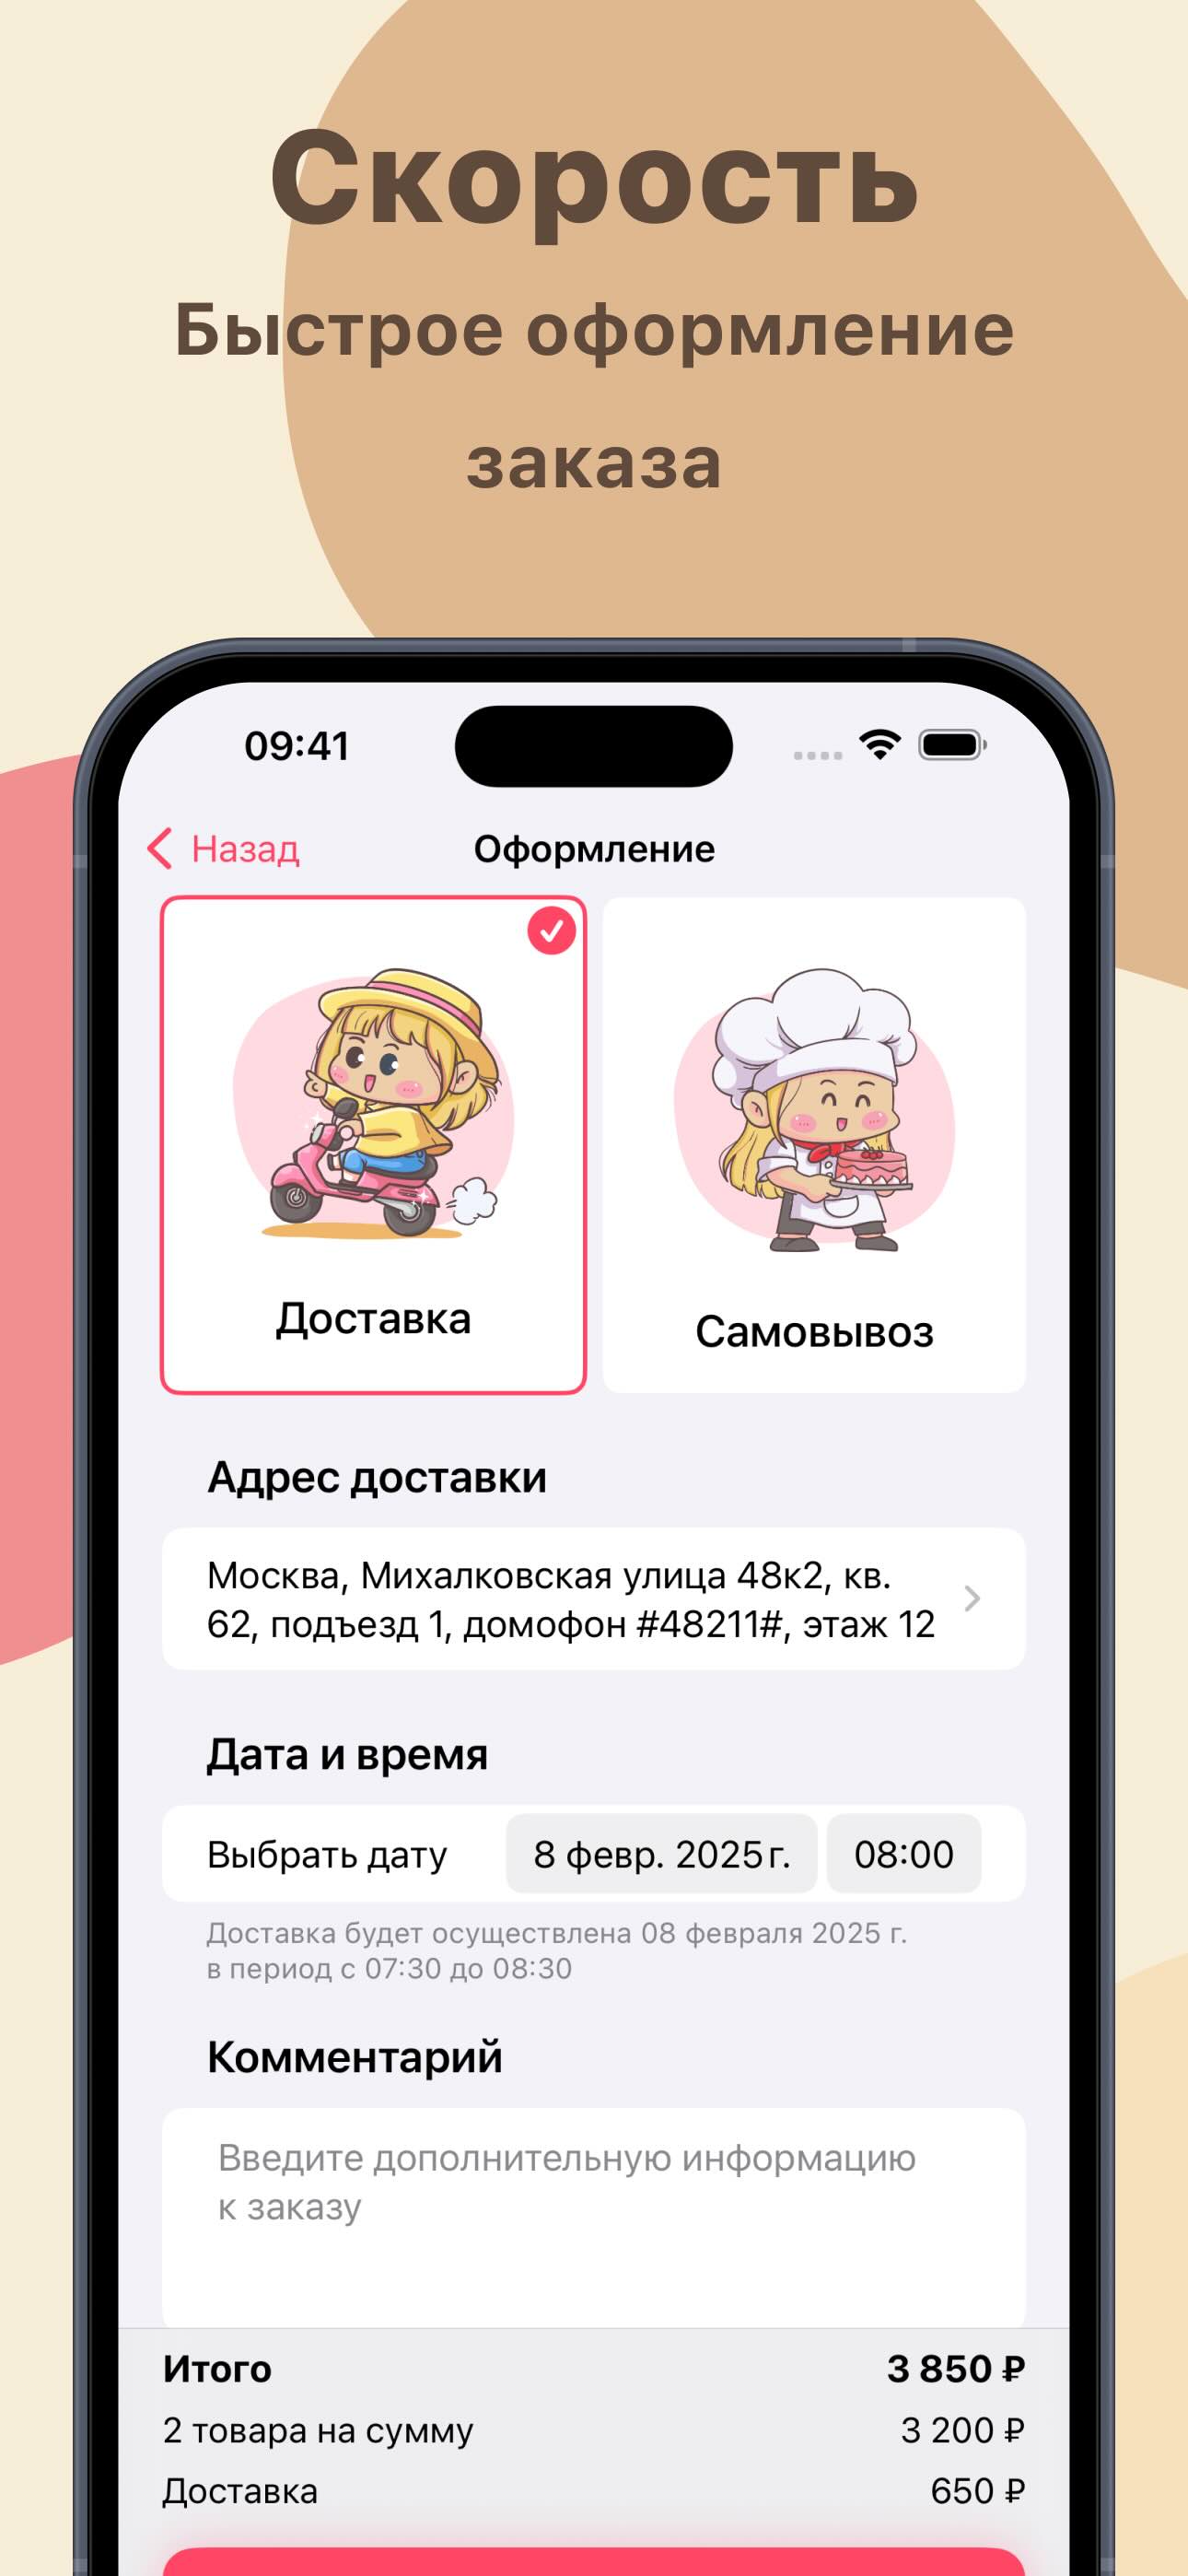 Скорость
Быстрое оформление
заказа
09:41
Назад
Оформление
Доставка
Самовывоз
Адрес доставки
Москва, Михалковская улица 48к2, кв.
62, подъезд 1, домофон #48211#, этаж 12
Дата и время
Выбрать дату
8 февр. 2025 г.
08:00
Доставка будет осуществлена 08 февраля 2025 г.
в период с 07:30 до 08:30
Комментарий
Введите дополнительную информацию
к заказу
Итого 3 850 ₽
2 товара на сумму 3 200 ₽
Доставка 650 ₽